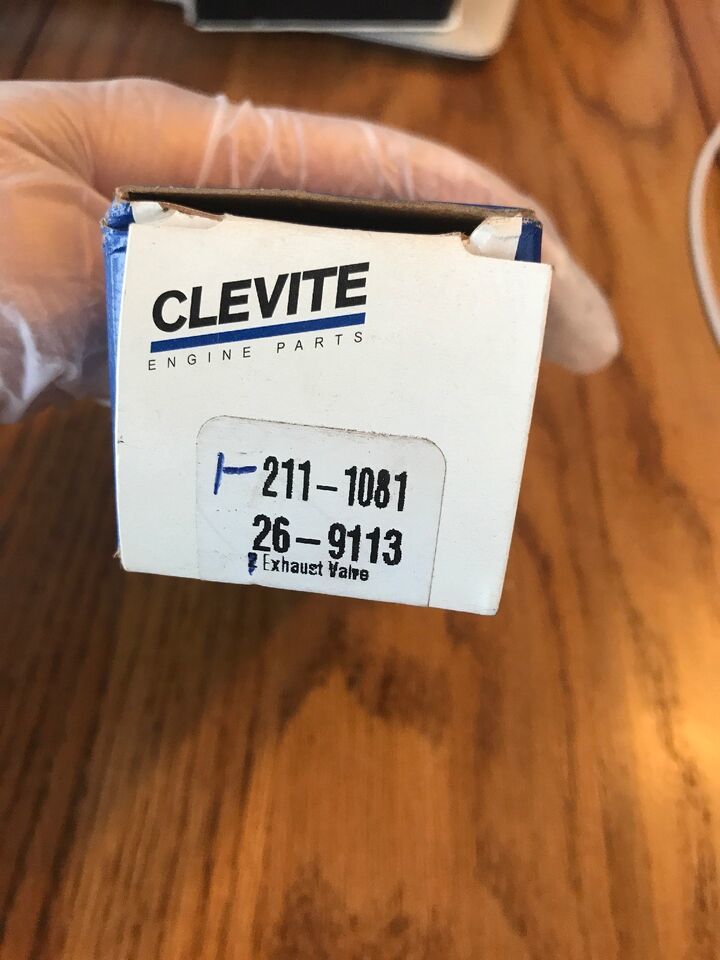 CLEVITE
ENGINE PARTS
211-1081
26-9113
Exhaust Valve